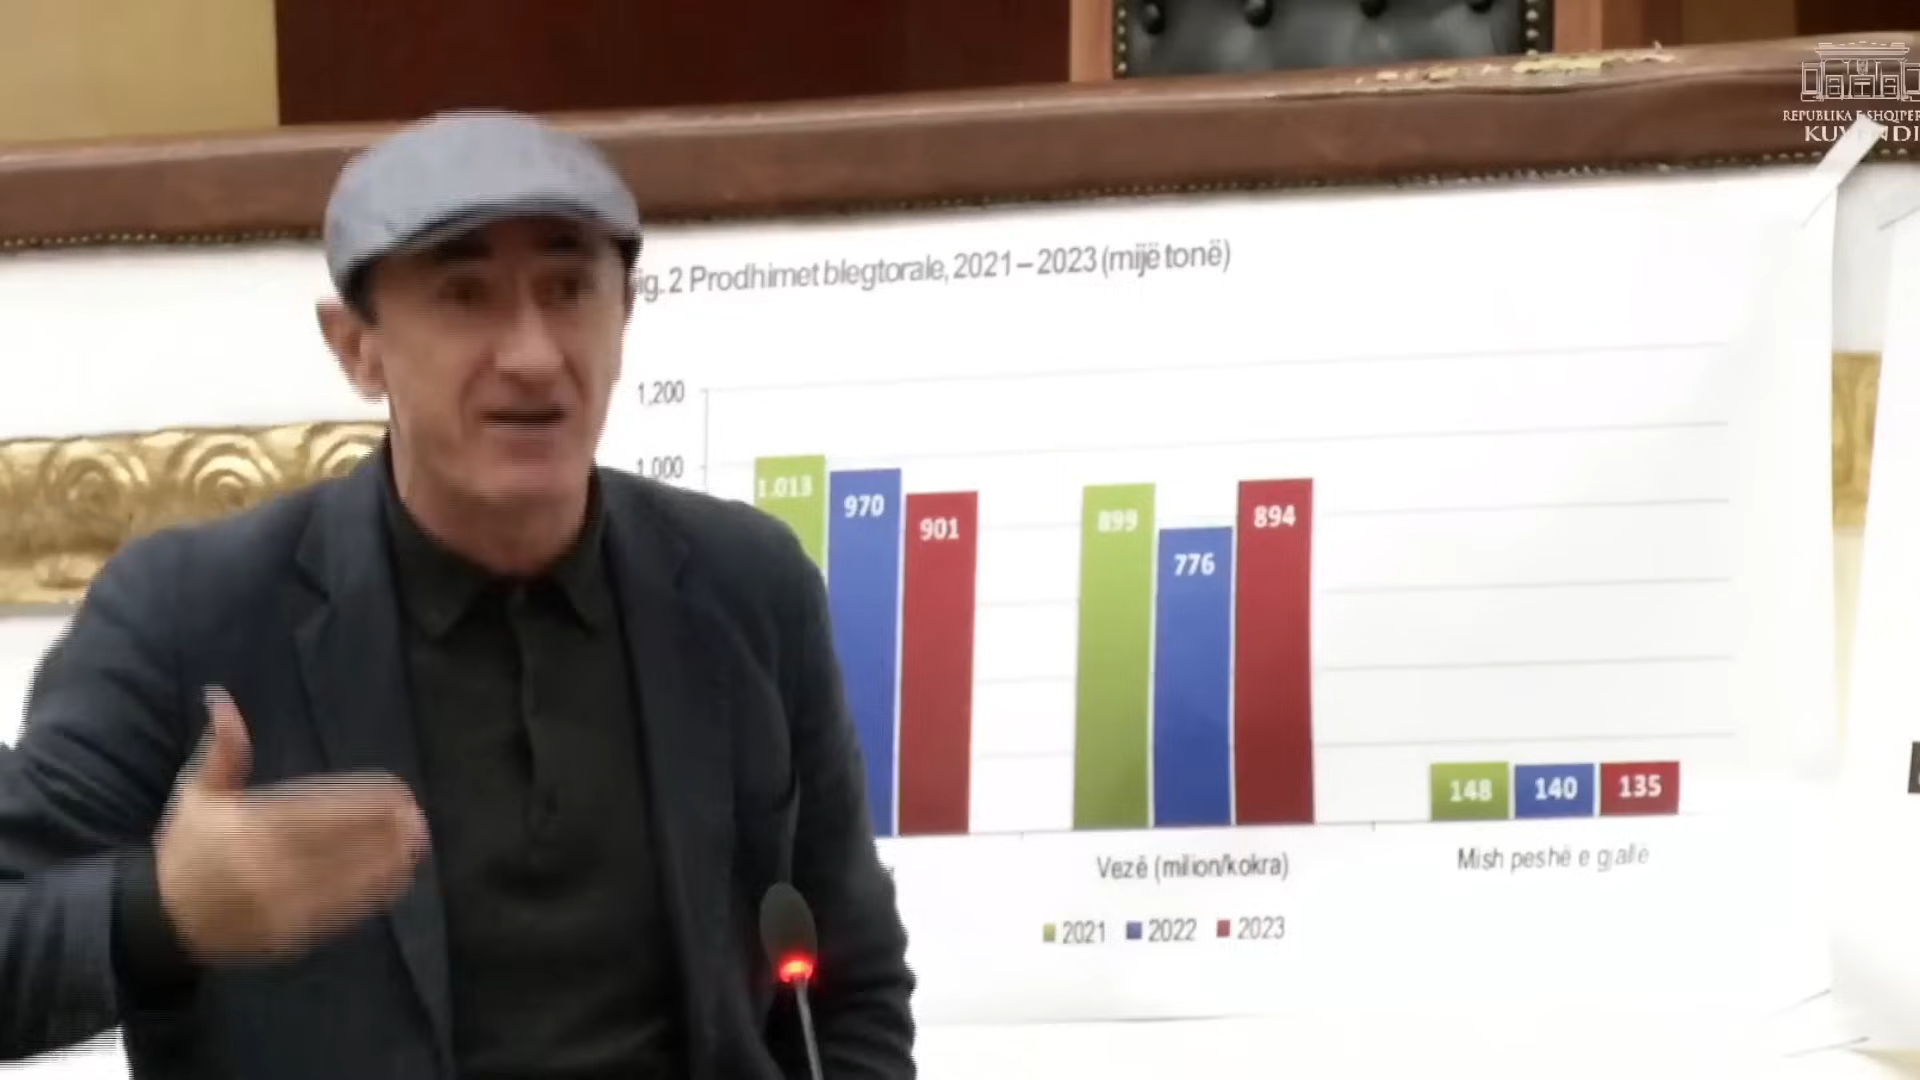 REPUBLIKA E SHQIPER
KUVENDI
ig. 2 Prodhimet blegtorale, 2021 – 2023 (mijë tonë)
1,200
1,000
1.013
970
901
899
776
894
148
140
135
Vezë (milion/kokra)
Mish peshë e gjallë
2021
2022
2023